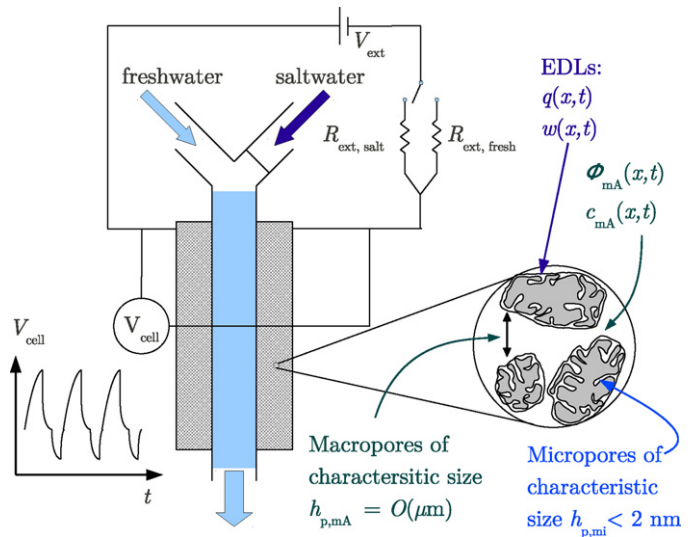 V_ext
freshwater
saltwater
R_ext, salt
R_ext, fresh
EDLs:
q(x,t)
w(x,t)
Φ_mA(x,t)
c_mA(x,t)
V_cell
V_cell
t
Macropores of
charactersitic size
h_p,mA = O(μm)
Micropores of
characteristic
size h_p,mi < 2 nm